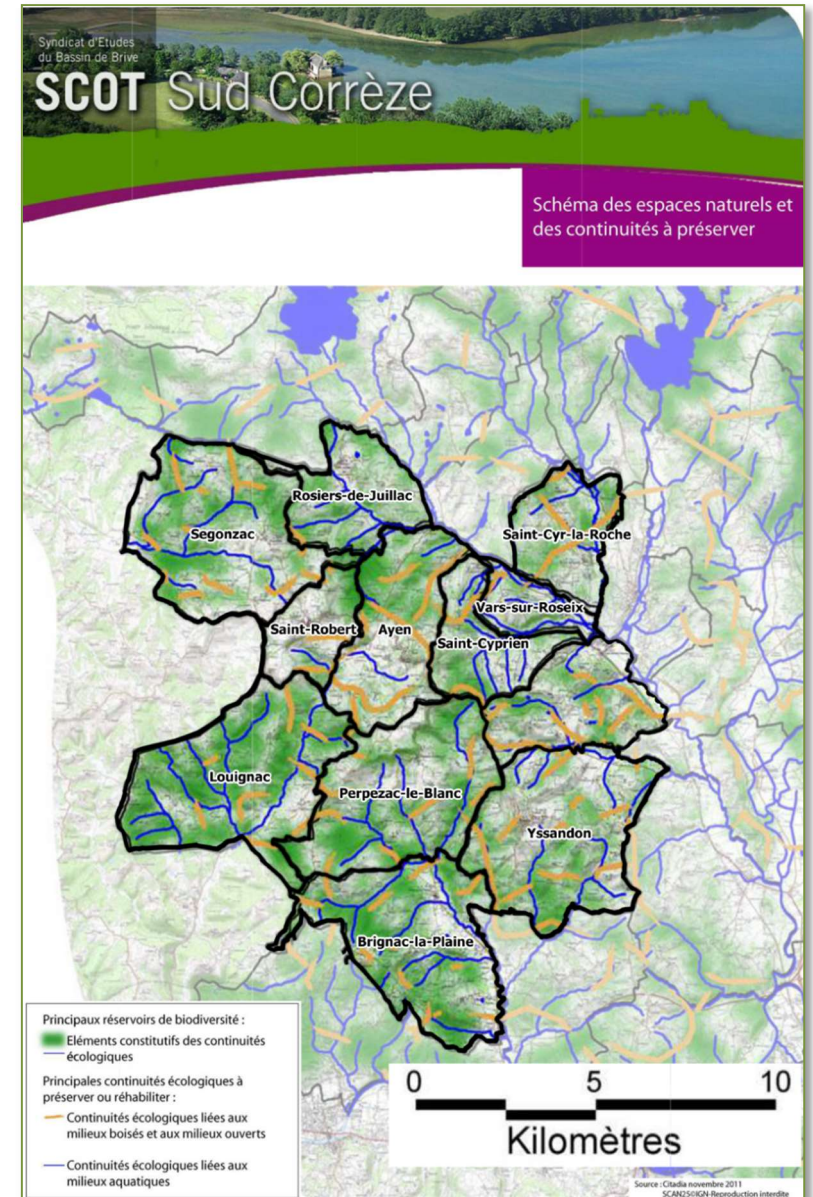 Syndicat d'Etudes
du Bassin de Brive
SCOT Sud Corrèze
Schéma des espaces naturels et
des continuités à préserver
Rosiers-de-Juillac
Segonzac
Saint-Cyr-la-Roche
Vars-sur-Roseix
Saint-Robert
Ayen
Saint-Cyprien
Louignac
Perpezac-le-Blanc
Yssandon
Brignac-la-Plaine
Principaux réservoirs de biodiversité :
Eléments constitutifs des continuités
écologiques
Principales continuités écologiques à
préserver ou réhabiliter :
Continuités écologiques liées aux
milieux boisés et aux milieux ouverts
Continuités écologiques liées aux
milieux aquatiques
0 5 10
Kilomètres
Source : Citadia novembre 2011
SCAN25©IGN-Reproduction interdite